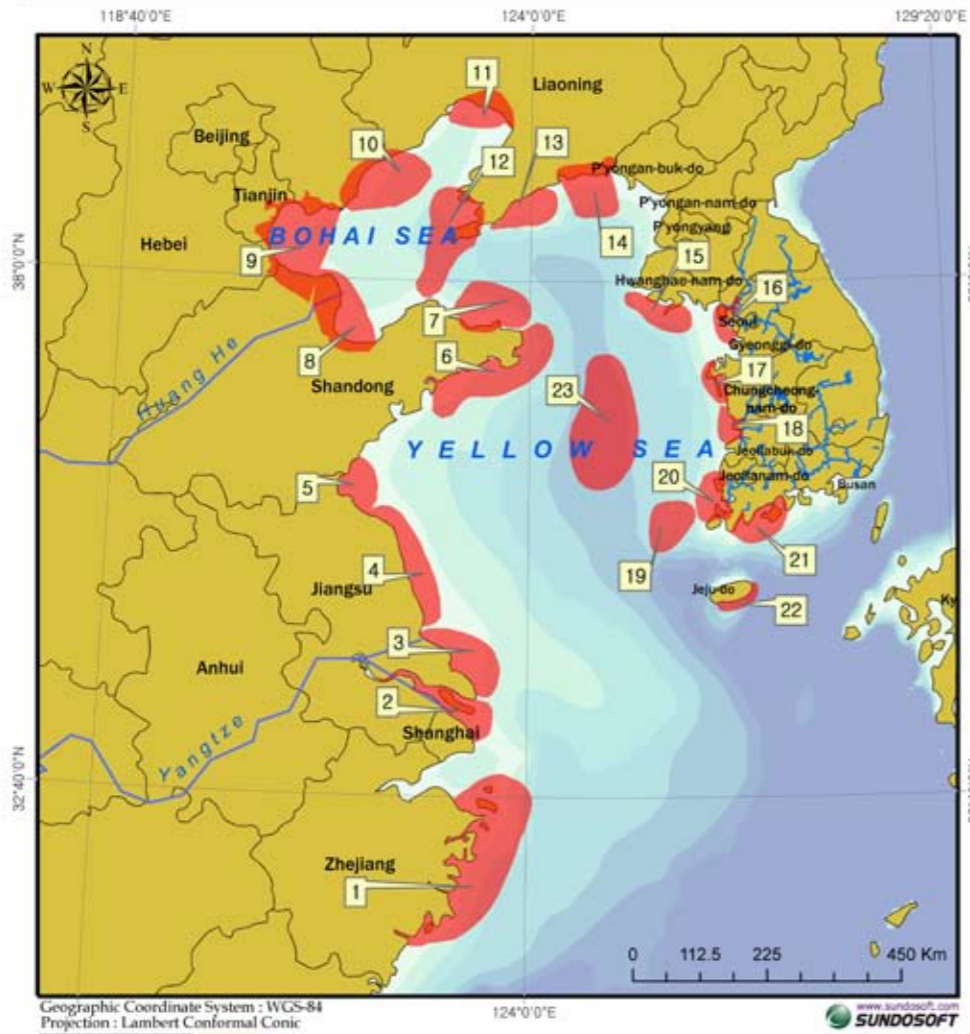 118°40'0"E 124°0'0"E 129°20'0"E
N
W E
S
11
Liaoning
Beijing
10
13
12
P'yongan-buk-do
Tianjin
P'yongan-nam-do
P'yongyang
BOHAI SEA
14
15
Hebei
9
38°0'0"N
Hwanghae-nam-do
16
7
Seoul
8
6
Gyeonggi-do
Huang He
Shandong
17
23
Chungcheong-
nam-do
18
YELLOW SEA
Jeollabuk-do
20
Jeollanam-do
5
Busan
21
4
19
Jiangsu
Jeju-do
22
3
Anhui
2
Shanghai
Yangtze
32°40'0"N
Zhejiang
1
0 112.5 225 450 Km
Geographic Coordinate System : WGS-84
Projection : Lambert Conformal Conic
124°0'0"E
www.sundosoft.com
SUNDOSOFT